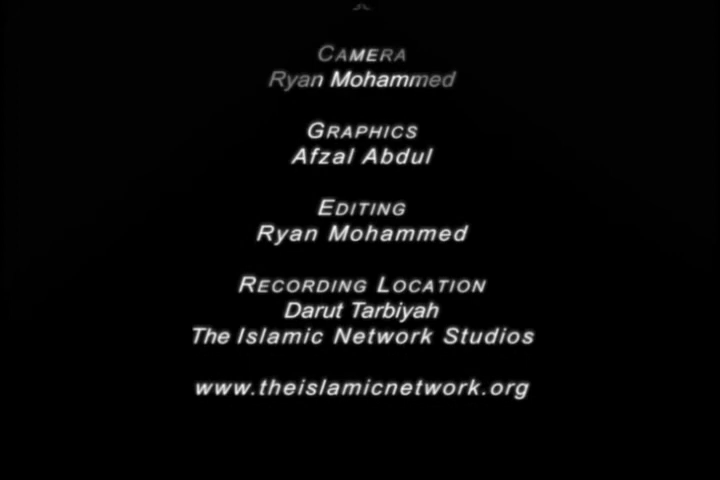 CAMERA
Ryan Mohammed
GRAPHICS
Afzal Abdul
EDITING
Ryan Mohammed
RECORDING LOCATION
Darut Tarbiyah
The Islamic Network Studios
www.theislamicnetwork.org